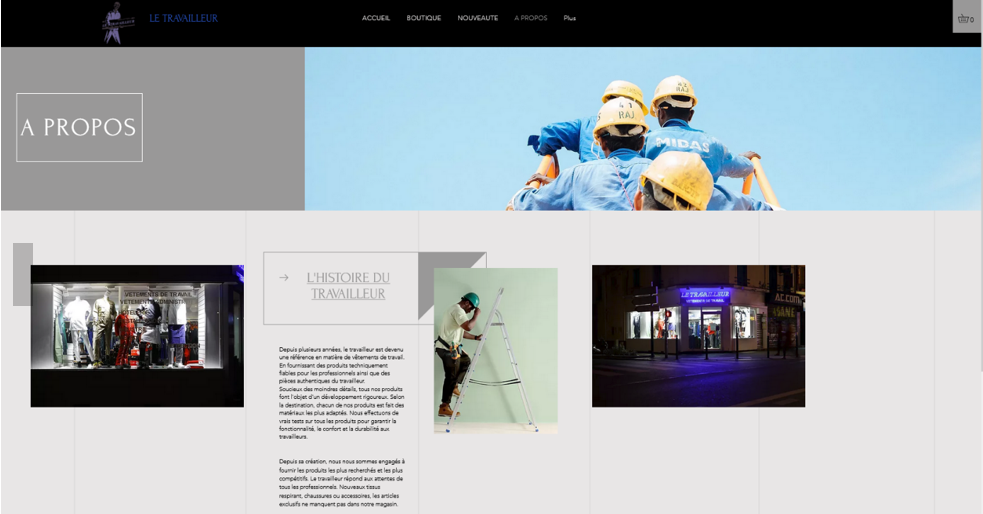 LE TRAVAILLEUR
ACCUEIL BOUTIQUE NOUVEAUTE A PROPOS Plus
0
A PROPOS
41
RAJ
RAJ
MIDAS
L'HISTOIRE DU
TRAVAILLEUR
VETEMENTS DE TRAVAIL
LE TRAVAILLEUR
Depuis plusieurs années, le travailleur est devenu
une référence en matière de vêtements de travail.
En fournissant des produits techniquement
fiables pour les professionnels ainsi que des
pièces authentiques du travailleur.
Soucieux des moindres détails, tous nos produits
font l'objet d'un développement rigoureux. Selon
la destination, chacun de nos produits est fait des
matériaux les plus adaptés. Nous effectuons de
vrais tests sur tous les produits pour garantir la
fonctionnalité, le confort et la durabilité aux
travailleurs.
Depuis sa création, nous nous sommes engagés à
fournir les produits les plus recherchés et les plus
compétitifs. Le travailleur répond aux attentes de
tous les professionnels. Nouveaux tissus
respirant, chaussures ou accessoires, les articles
exclusifs ne manquent pas dans notre magasin.